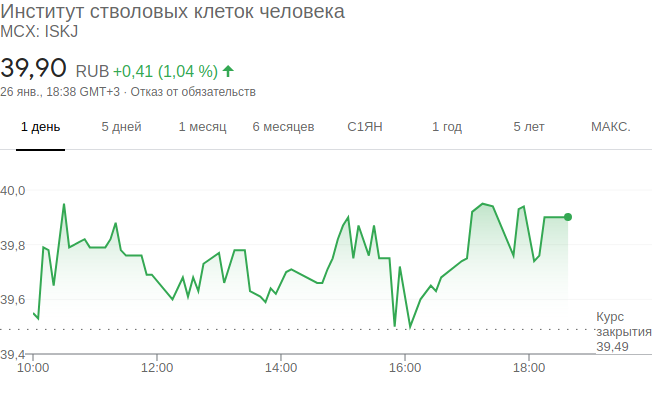 Институт стволовых клеток человека
MCX: ISKJ
39,90 RUB +0,41 (1,04 %)
26 янв., 18:38 GMT+3 · Отказ от обязательств
1 день 5 дней 1 месяц 6 месяцев С1ЯН 1 год 5 лет МАКС.
40,0
39,8
39,6
Курс
закрытия
39,49
39,4
10:00 12:00 14:00 16:00 18:00